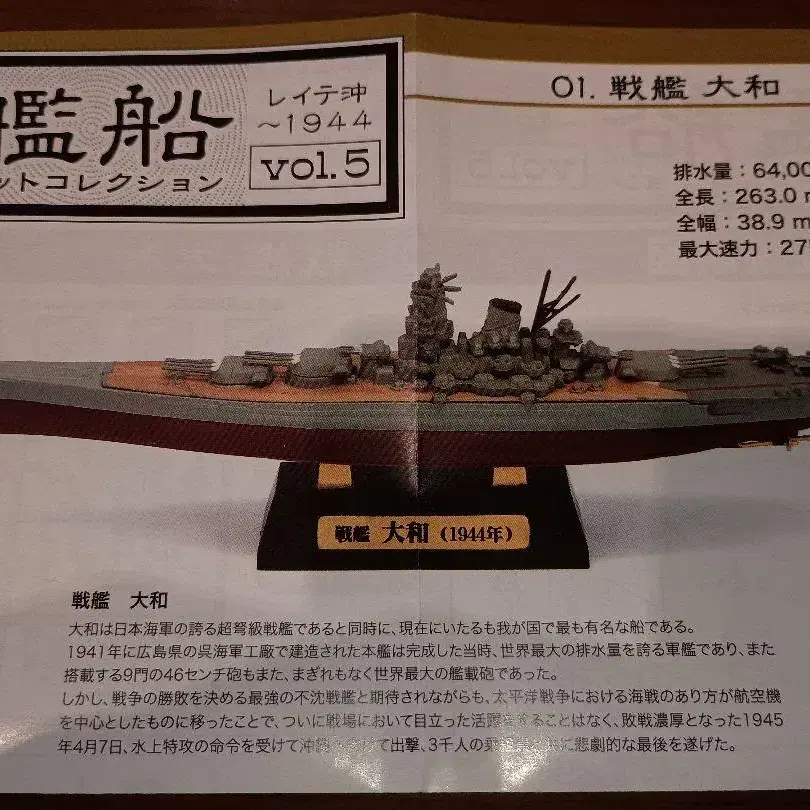 艦船
レイテ沖
～1944
vol.5
ットコレクション
01. 戦艦 大和
排水量：64,00
全長：263.0 m
全幅：38.9 m
最大速力：27
戦艦 大和（1944年）
戦艦　大和
大和は日本海軍の誇る超弩級戦艦であると同時に、現在にいたるも我が国で最も有名な船である。
1941年に広島県の呉海軍工廠で建造された本艦は完成した当時、世界最大の排水量を誇る軍艦であり、また
搭載する9門の46センチ砲もまた、まぎれもなく世界最大の艦載砲であった。
しかし、戦争の勝敗を決める最強の不沈戦艦と期待されながらも、太平洋戦争における海戦のあり方が航空機
を中心としたものに移ったことで、ついに戦場において目立った活躍をすることはなく、敗戦濃厚となった1945
年4月7日、水上特攻の命令を受けて沖 て出撃、3千人の乗 に悲劇的な最後を遂げた。